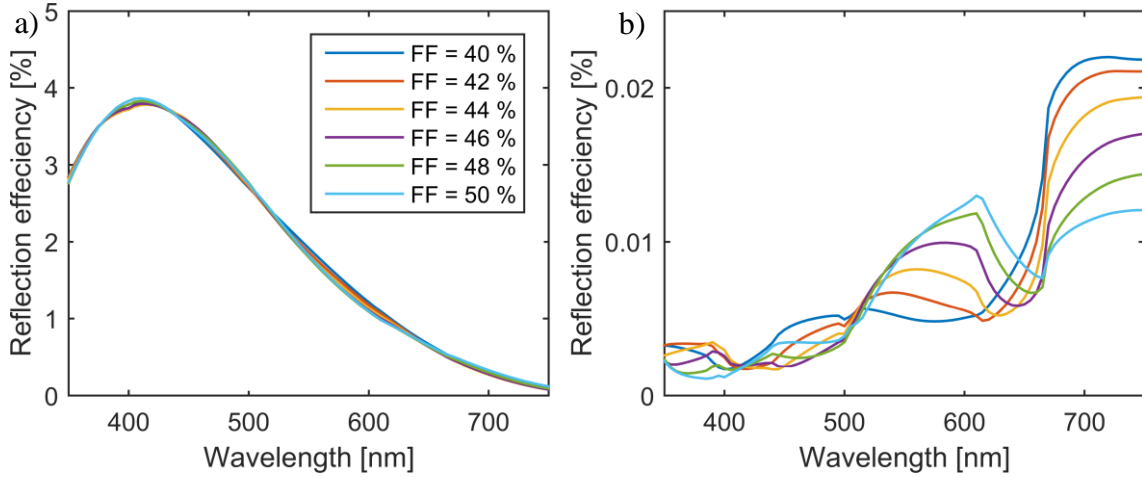 a)
Reflection effeciency [%]
5
4
3
2
1
0
400 500 600 700
Wavelength [nm]
FF = 40 %
FF = 42 %
FF = 44 %
FF = 46 %
FF = 48 %
FF = 50 %
b)
Reflection effeciency [%]
0.02
0.01
0
400 500 600 700
Wavelength [nm]